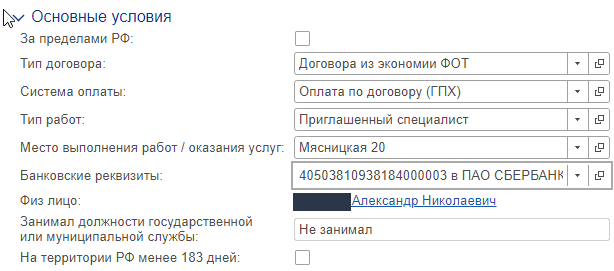 Основные условия
За пределами РФ:
Тип договора: Договора из экономии ФОТ
Система оплаты: Оплата по договору (ГПХ)
Тип работ: Приглашенный специалист
Место выполнения работ / оказания услуг: Мясницкая 20
Банковские реквизиты: 40503810938184000003 в ПАО СБЕРБАНК
Физ лицо: Александр Николаевич
Занимал должности государственной
или муниципальной службы: Не занимал
На территории РФ менее 183 дней: